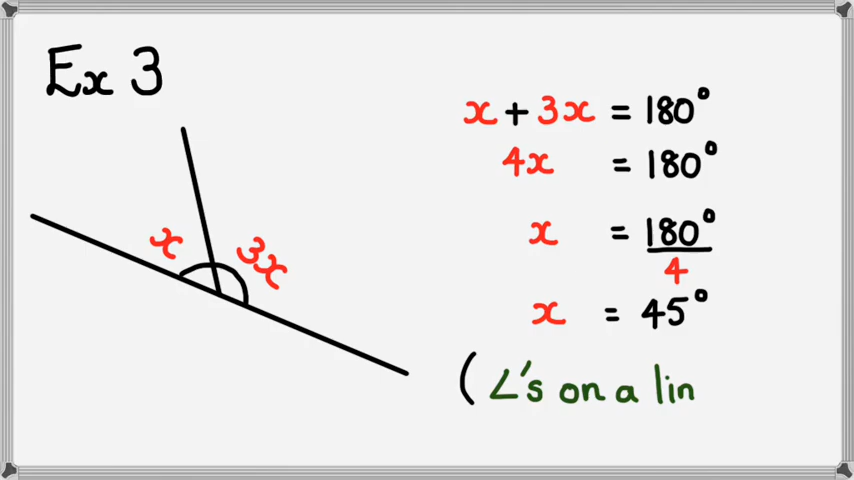 Ex 3
x
3x
x + 3x = 180°
4x = 180°
x = 180°
4
x = 45°
(∠'s on a lin